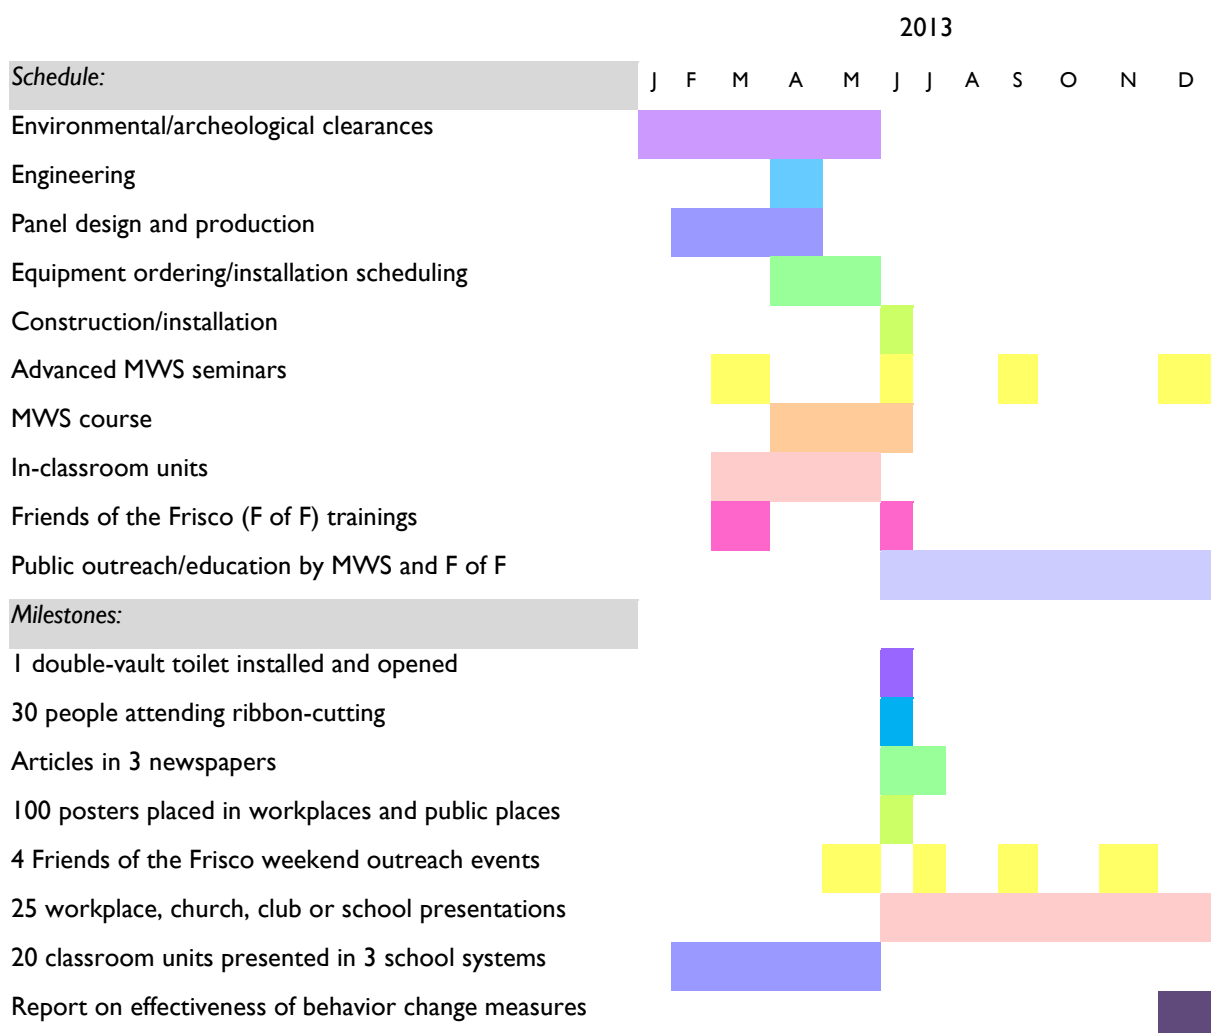 2013
Schedule: J F M A M J J A S O N D
Environmental/archeological clearances
Engineering
Panel design and production
Equipment ordering/installation scheduling
Construction/installation
Advanced MWS seminars
MWS course
In-classroom units
Friends of the Frisco (F of F) trainings
Public outreach/education by MWS and F of F
Milestones:
1 double-vault toilet installed and opened
30 people attending ribbon-cutting
Articles in 3 newspapers
100 posters placed in workplaces and public places
4 Friends of the Frisco weekend outreach events
25 workplace, church, club or school presentations
20 classroom units presented in 3 school systems
Report on effectiveness of behavior change measures